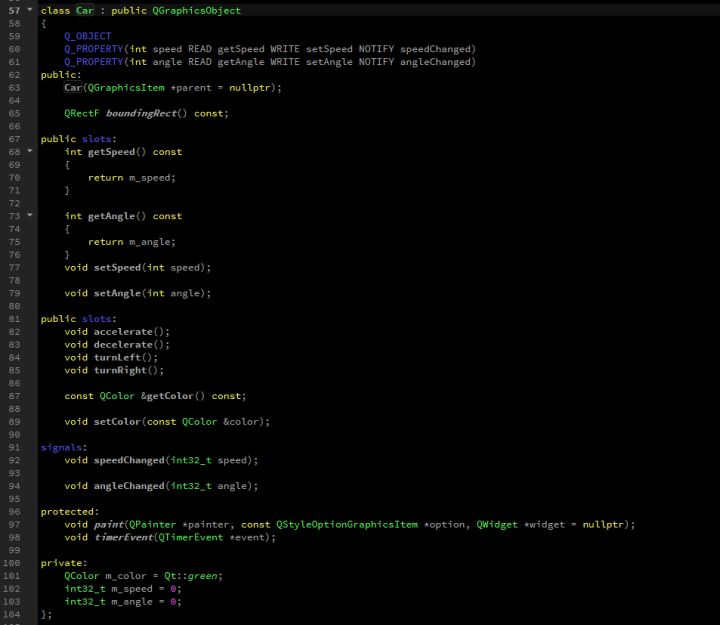 57 class Car : public QGraphicsObject
58 {
59 Q_OBJECT
60 Q_PROPERTY(int speed READ getSpeed WRITE setSpeed NOTIFY speedChanged)
61 Q_PROPERTY(int angle READ getAngle WRITE setAngle NOTIFY angleChanged)
62 public:
63 Car(QGraphicsItem *parent = nullptr);
64
65 QRectF boundingRect() const;
66
67 public slots:
68 int getSpeed() const
69 {
70 return m_speed;
71 }
72
73 int getAngle() const
74 {
75 return m_angle;
76 }
77 void setSpeed(int speed);
78
79 void setAngle(int angle);
80
81 public slots:
82 void accelerate();
83 void decelerate();
84 void turnLeft();
85 void turnRight();
86
87 const QColor &getColor() const;
88
89 void setColor(const QColor &color);
90
91 signals:
92 void speedChanged(int32_t speed);
93
94 void angleChanged(int32_t angle);
95
96 protected:
97 void paint(QPainter *painter, const QStyleOptionGraphicsItem *option, QWidget *widget = nullptr);
98 void timerEvent(QTimerEvent *event);
99
100 private:
101 QColor m_color = Qt::green;
102 int32_t m_speed = 0;
103 int32_t m_angle = 0;
104 };